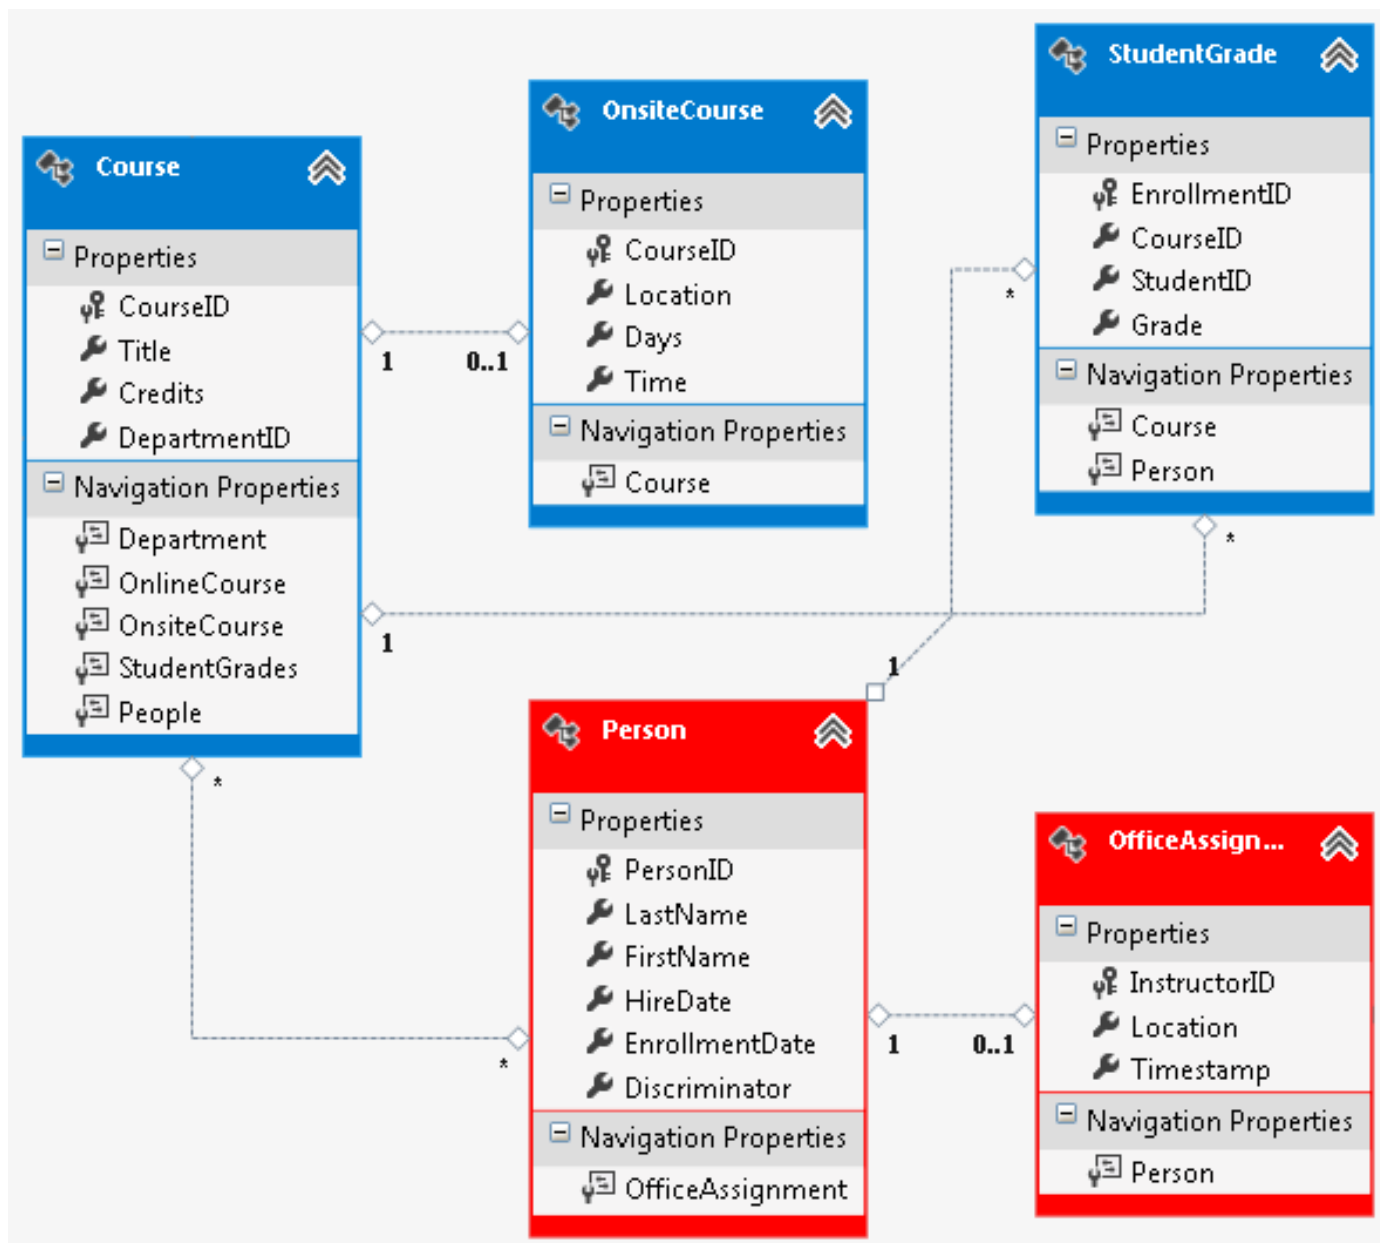 Course
Properties
CourseID
Title
Credits
DepartmentID
Navigation Properties
Department
OnlineCourse
OnsiteCourse
StudentGrades
People
1
0..1
1
*
OnsiteCourse
Properties
CourseID
Location
Days
Time
Navigation Properties
Course
StudentGrade
Properties
EnrollmentID
CourseID
StudentID
Grade
Navigation Properties
Course
Person
*
*
1
Person
Properties
PersonID
LastName
FirstName
HireDate
EnrollmentDate
Discriminator
Navigation Properties
OfficeAssignment
*
1
0..1
OfficeAssign...
Properties
InstructorID
Location
Timestamp
Navigation Properties
Person